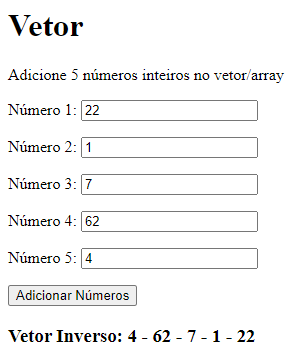 Vetor
Adicione 5 números inteiros no vetor/array
Número 1: 22
Número 2: 1
Número 3: 7
Número 4: 62
Número 5: 4
Adicionar Números
Vetor Inverso: 4 - 62 - 7 - 1 - 22